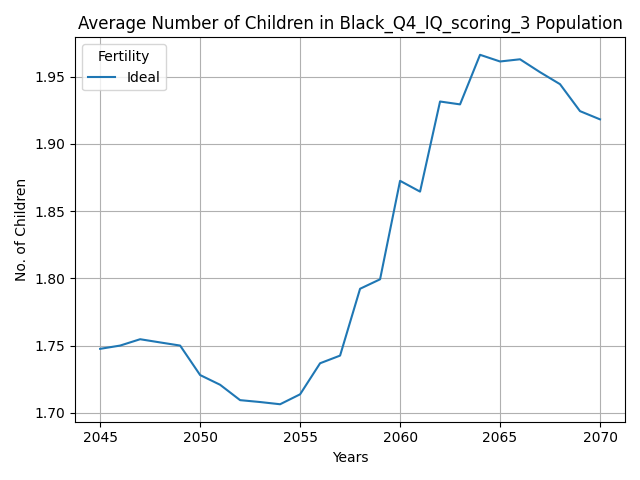 Average Number of Children in Black_Q4_IQ_scoring_3 Population
Fertility
Ideal
No. of Children
1.95
1.90
1.85
1.80
1.75
1.70
2045 2050 2055 2060 2065 2070
Years